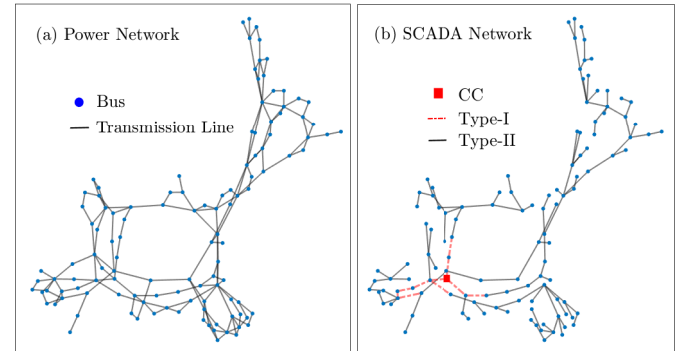 (a) Power Network
Bus
Transmission Line
(b) SCADA Network
CC
Type-I
Type-II